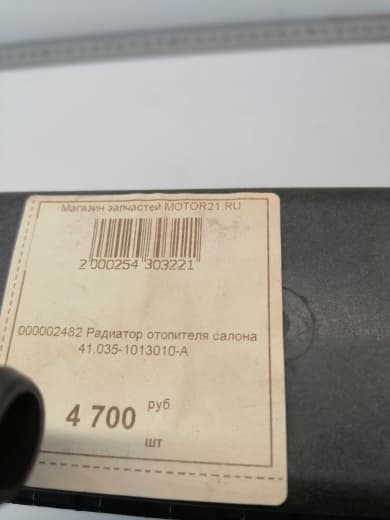 Магазин запчастей MOTOR21.RU
2 000254 303221
000002482 Радиатор отопителя салона
41.035-1013010-А
4 700 руб
шт